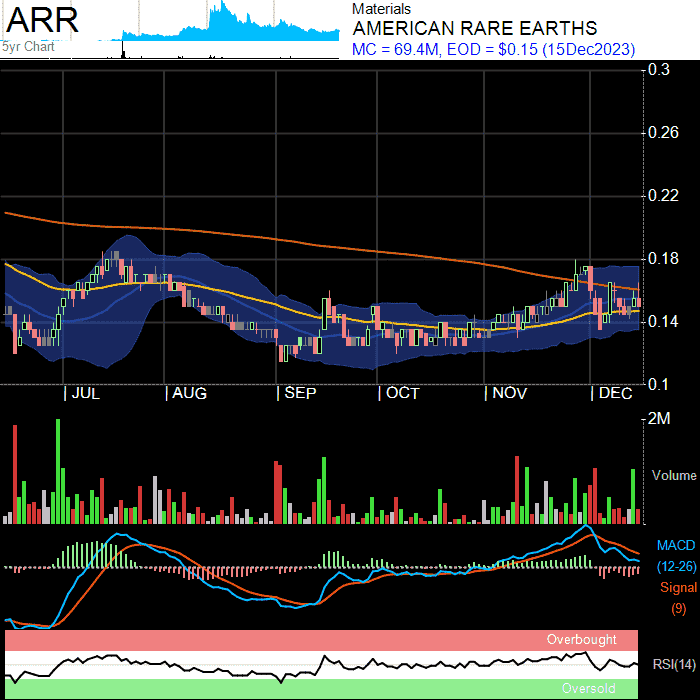 ARR
5yr Chart
Materials
AMERICAN RARE EARTHS
MC = 69.4M, EOD = $0.15 (15Dec2023)
0.3
0.26
0.22
0.18
0.14
0.1
JUL AUG SEP OCT NOV DEC
2M
Volume
MACD
(12-26)
Signal
(9)
Overbought
RSI(14)
Oversold